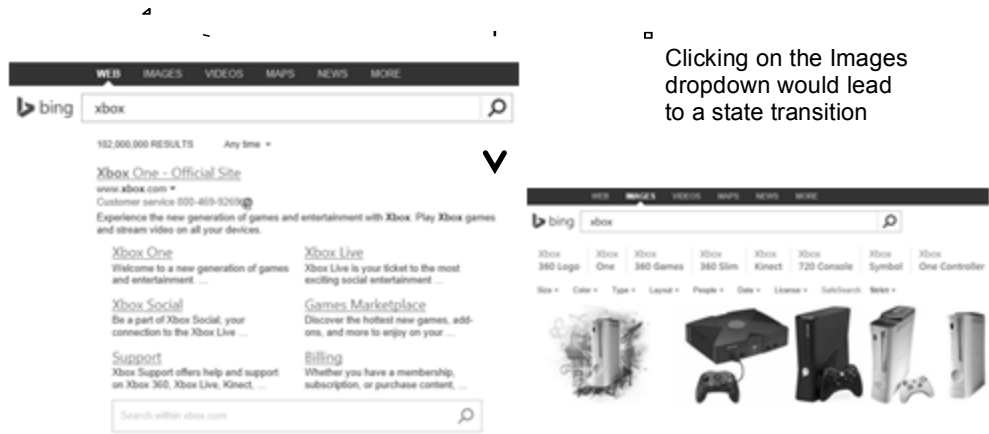 Clicking on the Images
dropdown would lead
to a state transition
WEB IMAGES VIDEOS MAPS NEWS MORE
bing xbox
102,000,000 RESULTS Any time
Xbox One - Official Site
www.xbox.com
Customer service 800-469-9269
Experience the new generation of games and entertainment with Xbox. Play Xbox games
and stream video on all your devices.
Xbox One
Welcome to a new generation of games
and entertainment. ...
Xbox Live
Xbox Live is your ticket to the most
exciting social entertainment ...
Xbox Social
Be a part of Xbox Social, your
connection to the Xbox Live ...
Games Marketplace
Discover the hottest new games, add-
ons, and more to enjoy on your ...
Support
Xbox Support offers help and support
on Xbox 360, Xbox Live, Kinect, ...
Billing
Whether you have a membership,
subscription, or purchase content, ...
Search within xbox.com
WEB IMAGES VIDEOS MAPS NEWS MORE
bing xbox
Xbox 360 Logo
Xbox One
Xbox 360 Games
Xbox 360 Slim
Xbox Kinect
Xbox 720 Console
Xbox Symbol
Xbox One Controller
Size Color Type Layout People Date License SafeSearch: Strict